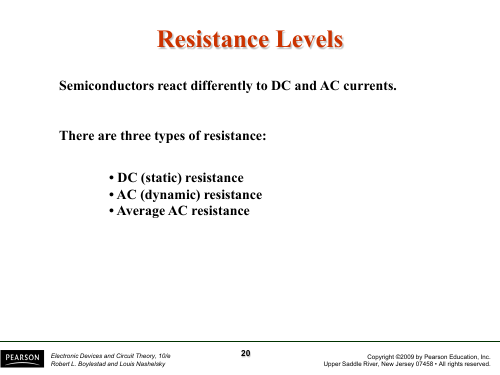 Resistance Levels
Semiconductors react differently to DC and AC currents.
There are three types of resistance:
• DC (static) resistance
• AC (dynamic) resistance
• Average AC resistance
PEARSON
Electronic Devices and Circuit Theory, 10/e
Robert L. Boylestad and Louis Nashelsky
20
Copyright ©2009 by Pearson Education, Inc.
Upper Saddle River, New Jersey 07458 • All rights reserved.